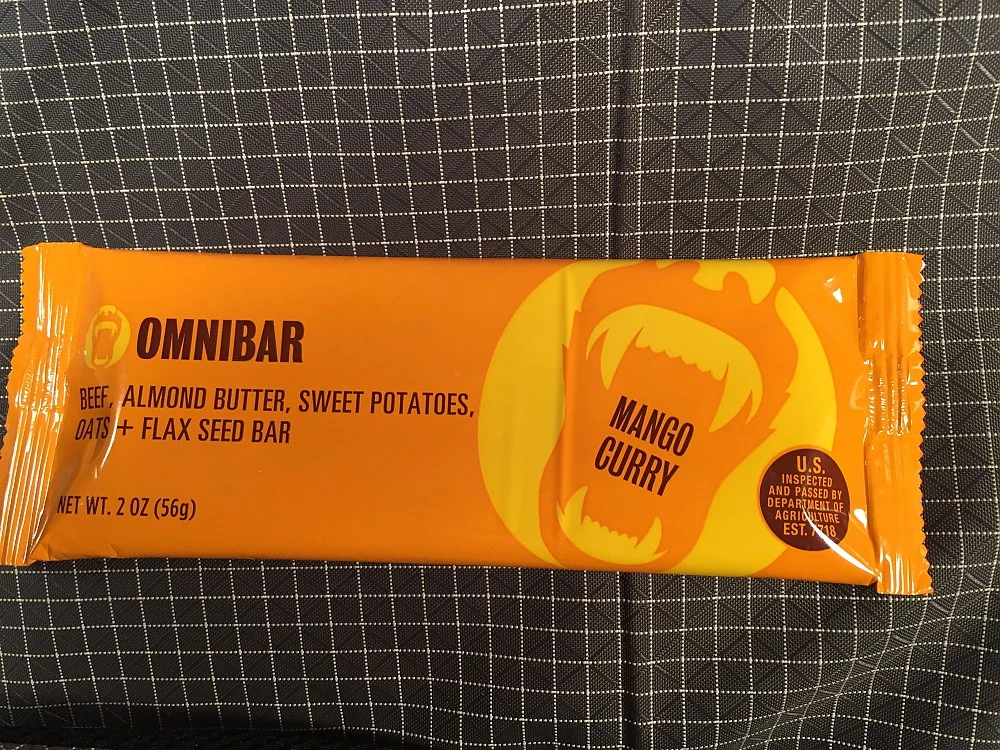 OMNIBAR
BEEF, ALMOND BUTTER, SWEET POTATOES,
OATS + FLAX SEED BAR
NET WT. 2 OZ (56g)
MANGO
CURRY
U.S.
INSPECTED
AND PASSED BY
DEPARTMENT OF
AGRICULTURE
EST.